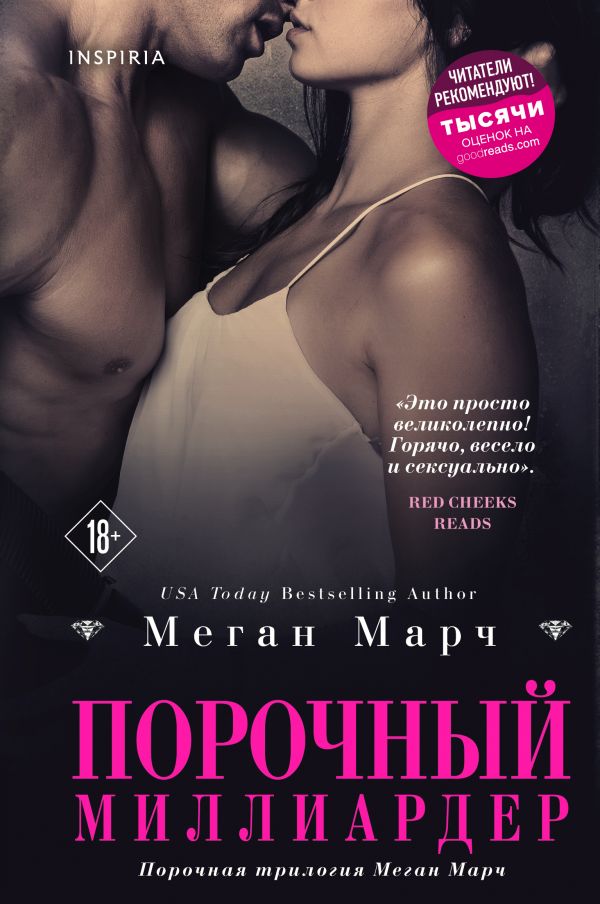 INSPIRIA
ЧИТАТЕЛИ
РЕКОМЕНДУЮТ!
ТЫСЯЧИ
ОЦЕНОК НА
goodreads.com
«Это просто
великолепно!
Горячо, весело
и сексуально».
RED CHEEKS
READS
18+
USA Today Bestselling Author
Меган Марч
ПОРОЧНЫЙ
МИЛЛИАРДЕР
Порочная трилогия Меган Марч